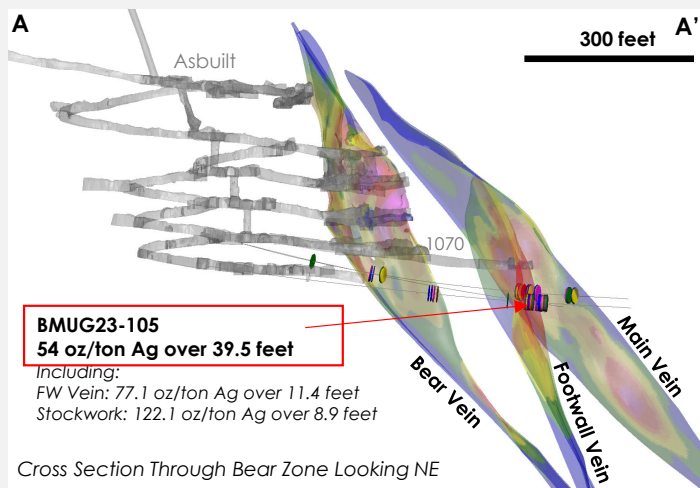 A
A'
300 feet
Asbuilt
1070
BMUG23-105
54 oz/ton Ag over 39.5 feet
Including:
FW Vein: 77.1 oz/ton Ag over 11.4 feet
Stockwork: 122.1 oz/ton Ag over 8.9 feet
Bear Vein
Footwall Vein
Main Vein
Cross Section Through Bear Zone Looking NE